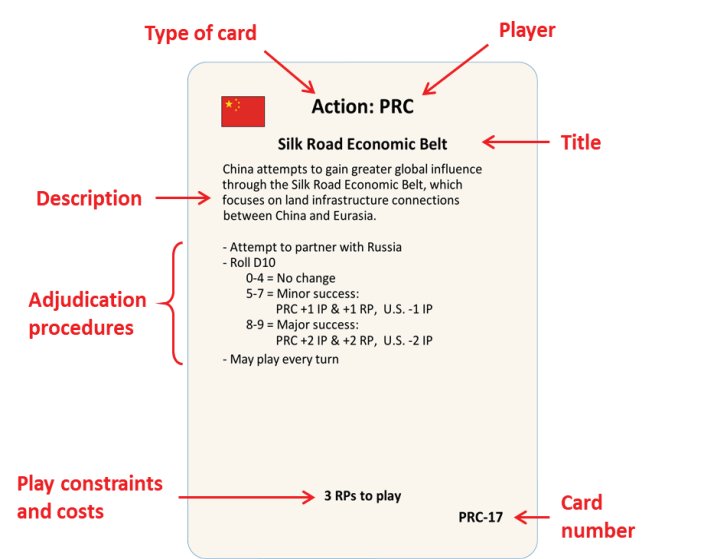 Type of card
Player
Action: PRC
Silk Road Economic Belt
Title
China attempts to gain greater global influence
through the Silk Road Economic Belt, which
focuses on land infrastructure connections
between China and Eurasia.
Description
- Attempt to partner with Russia
- Roll D10
0-4 = No change
5-7 = Minor success:
PRC +1 IP & +1 RP, U.S. -1 IP
8-9 = Major success:
PRC +2 IP & +2 RP, U.S. -2 IP
- May play every turn
Adjudication
procedures
Play constraints
and costs
3 RPs to play
PRC-17
Card
number